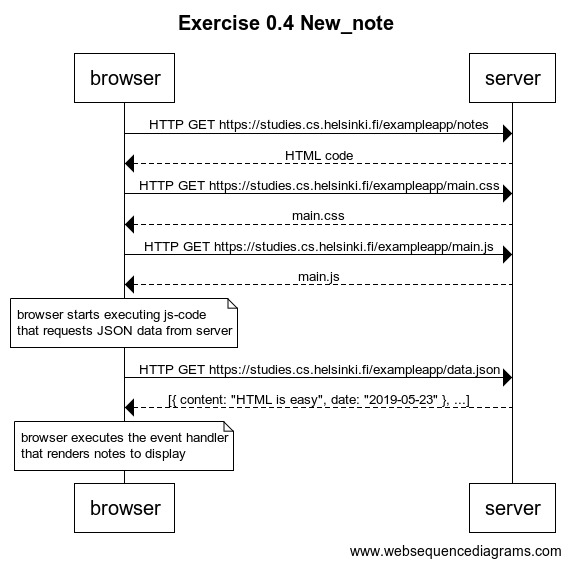 Exercise 0.4 New_note
browser
server
HTTP GET https://studies.cs.helsinki.fi/exampleapp/notes
HTML code
HTTP GET https://studies.cs.helsinki.fi/exampleapp/main.css
main.css
HTTP GET https://studies.cs.helsinki.fi/exampleapp/main.js
main.js
browser starts executing js-code
that requests JSON data from server
HTTP GET https://studies.cs.helsinki.fi/exampleapp/data.json
[{ content: "HTML is easy", date: "2019-05-23" }, ...]
browser executes the event handler
that renders notes to display
browser
server
www.websequencediagrams.com